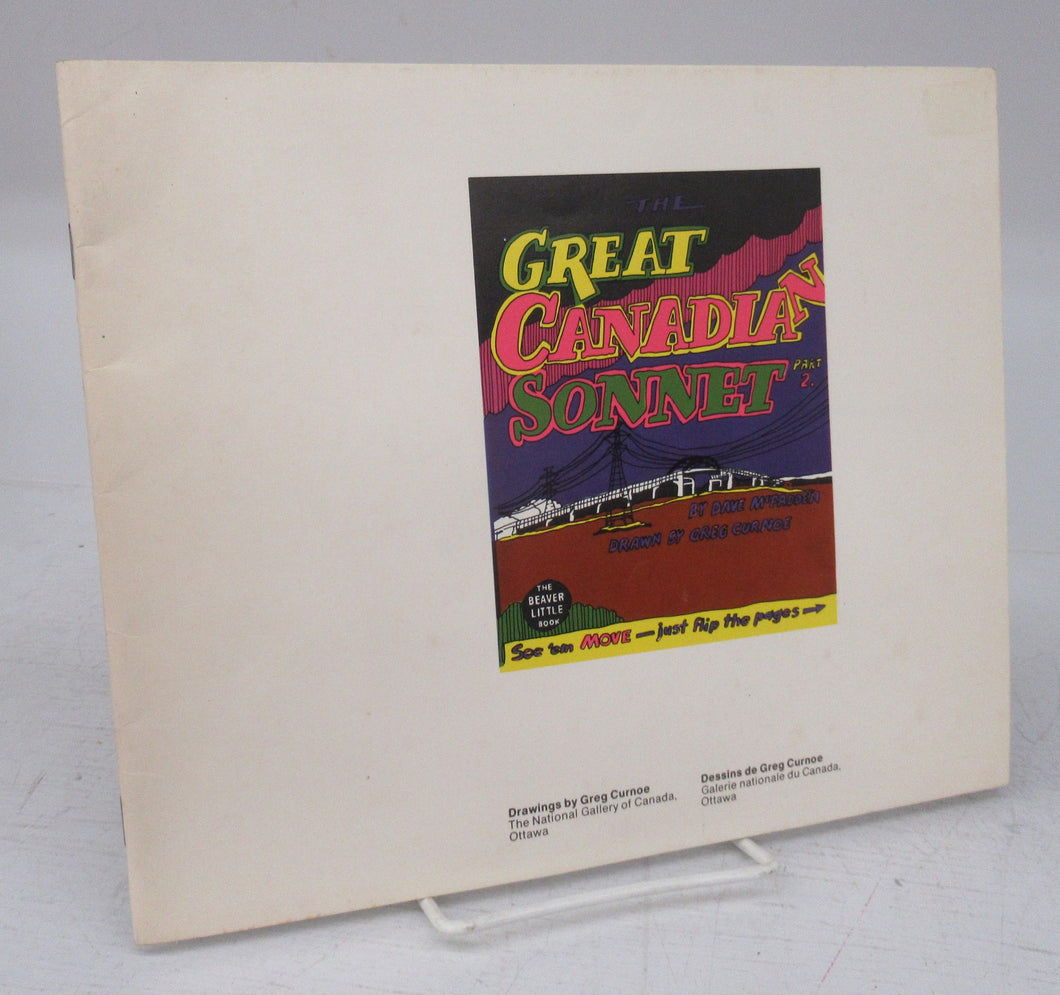 THE
GREAT
CANADIAN
SONNET
PART
2.
BY DAVE McFADDEN
DRAWN BY GREG CURNOE
THE
BEAVER
LITTLE
BOOK
See 'em MOVE — just flip the pages →
Drawings by Greg Curnoe
The National Gallery of Canada,
Ottawa
Dessins de Greg Curnoe
Galerie nationale du Canada,
Ottawa